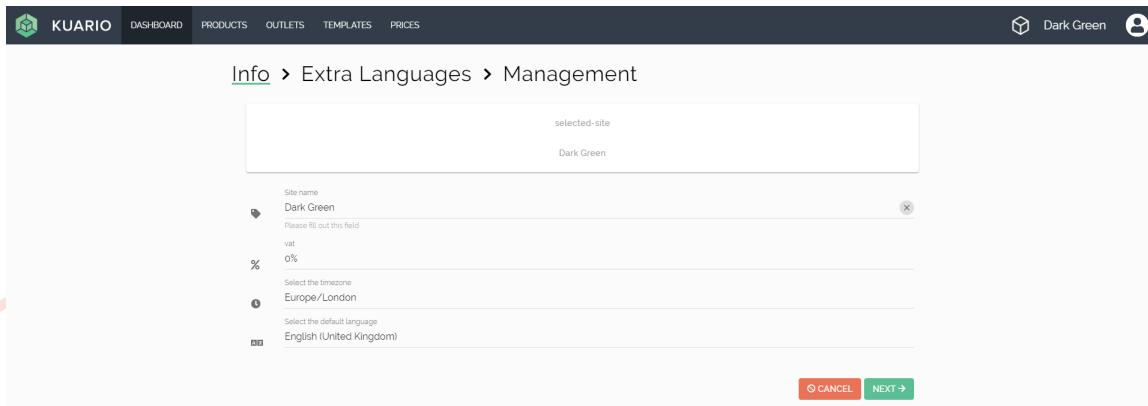 KUARIO DASHBOARD PRODUCTS OUTLETS TEMPLATES PRICES Dark Green
Info > Extra Languages > Management
selected-site
Dark Green
Site name
Dark Green
Please fill out this field
vat
0%
Select the timezone
Europe/London
Select the default language
English (United Kingdom)
CANCEL NEXT →